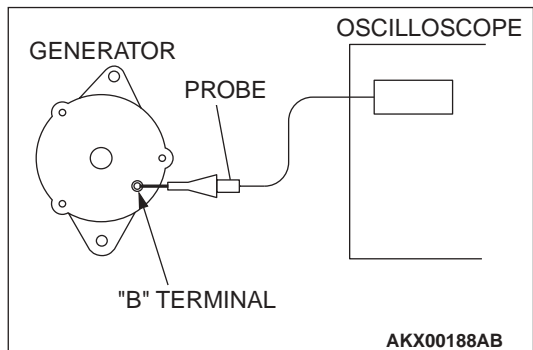 OSCILLOSCOPE
GENERATOR
PROBE
"B" TERMINAL
AKX00188AB